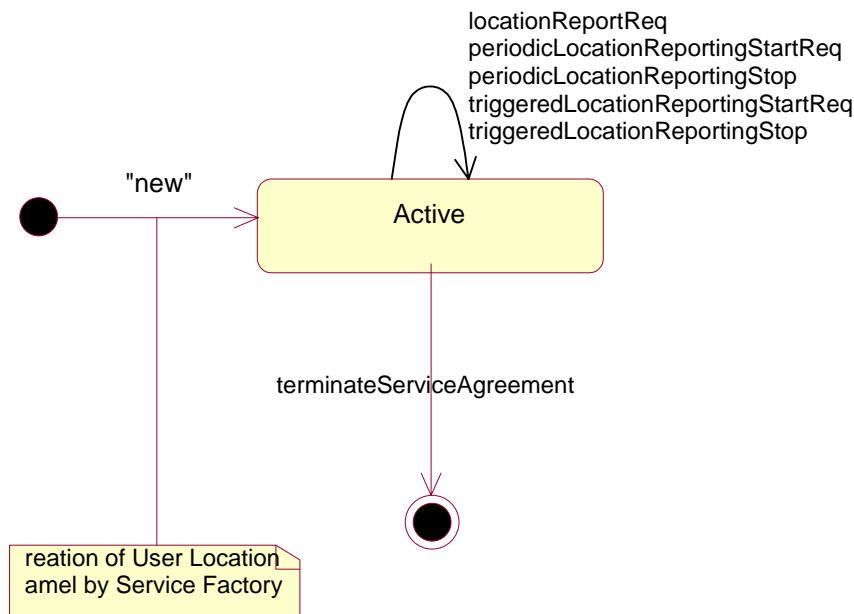 locationReportReq
periodicLocationReportingStartReq
periodicLocationReportingStop
triggeredLocationReportingStartReq
triggeredLocationReportingStop
"new"
Active
terminateServiceAgreement
reation of User Location
amel by Service Factory